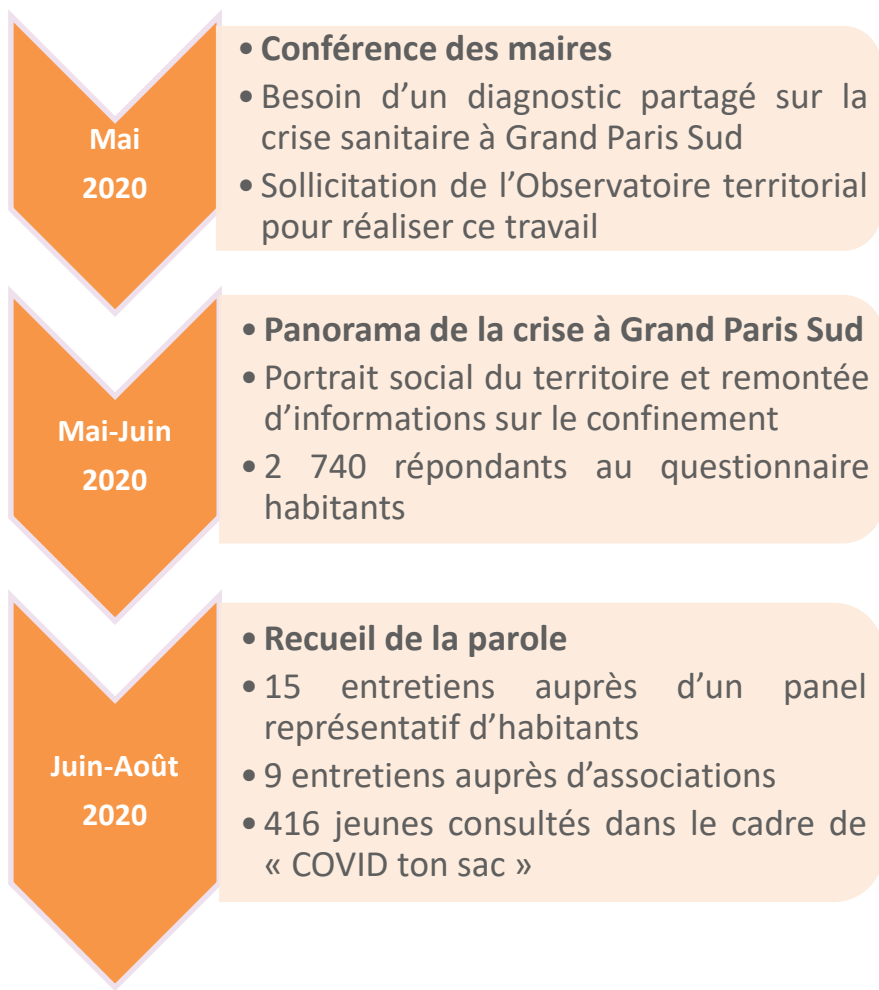 Mai
2020
• Conférence des maires
• Besoin d’un diagnostic partagé sur la
crise sanitaire à Grand Paris Sud
• Sollicitation de l’Observatoire territorial
pour réaliser ce travail
Mai-Juin
2020
• Panorama de la crise à Grand Paris Sud
• Portrait social du territoire et remontée
d’informations sur le confinement
• 2 740 répondants au questionnaire
habitants
Juin-Août
2020
• Recueil de la parole
• 15 entretiens auprès d’un panel
représentatif d’habitants
• 9 entretiens auprès d’associations
• 416 jeunes consultés dans le cadre de
« COVID ton sac »